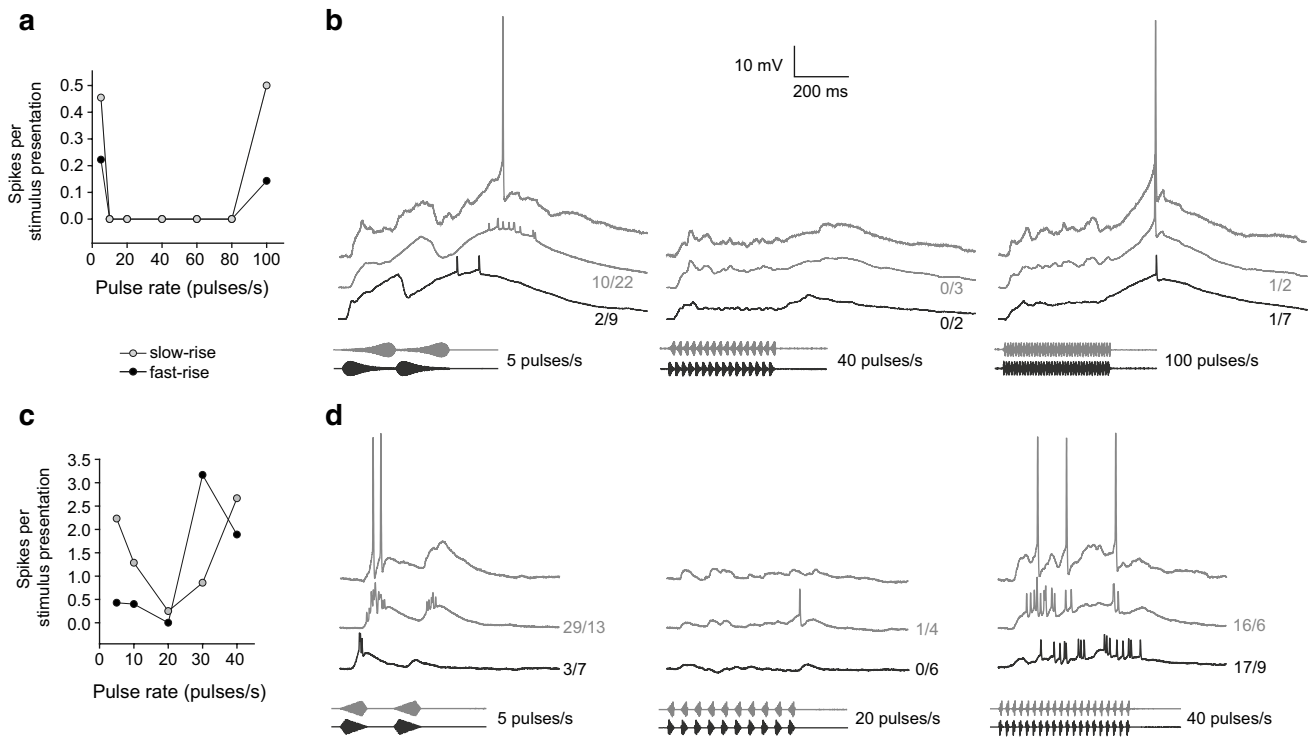 a
0.5
0.4
0.3
0.2
0.1
0.0
Spikes per
stimulus presentation
0 20 40 60 80 100
Pulse rate (pulses/s)
slow-rise
fast-rise
b
10 mV
200 ms
10/22
2/9
5 pulses/s
0/3
0/2
40 pulses/s
1/2
1/7
100 pulses/s
c
3.5
3.0
2.5
2.0
1.5
1.0
0.5
0.0
Spikes per
stimulus presentation
0 10 20 30 40
Pulse rate (pulses/s)
d
29/13
3/7
5 pulses/s
1/4
0/6
20 pulses/s
16/6
17/9
40 pulses/s